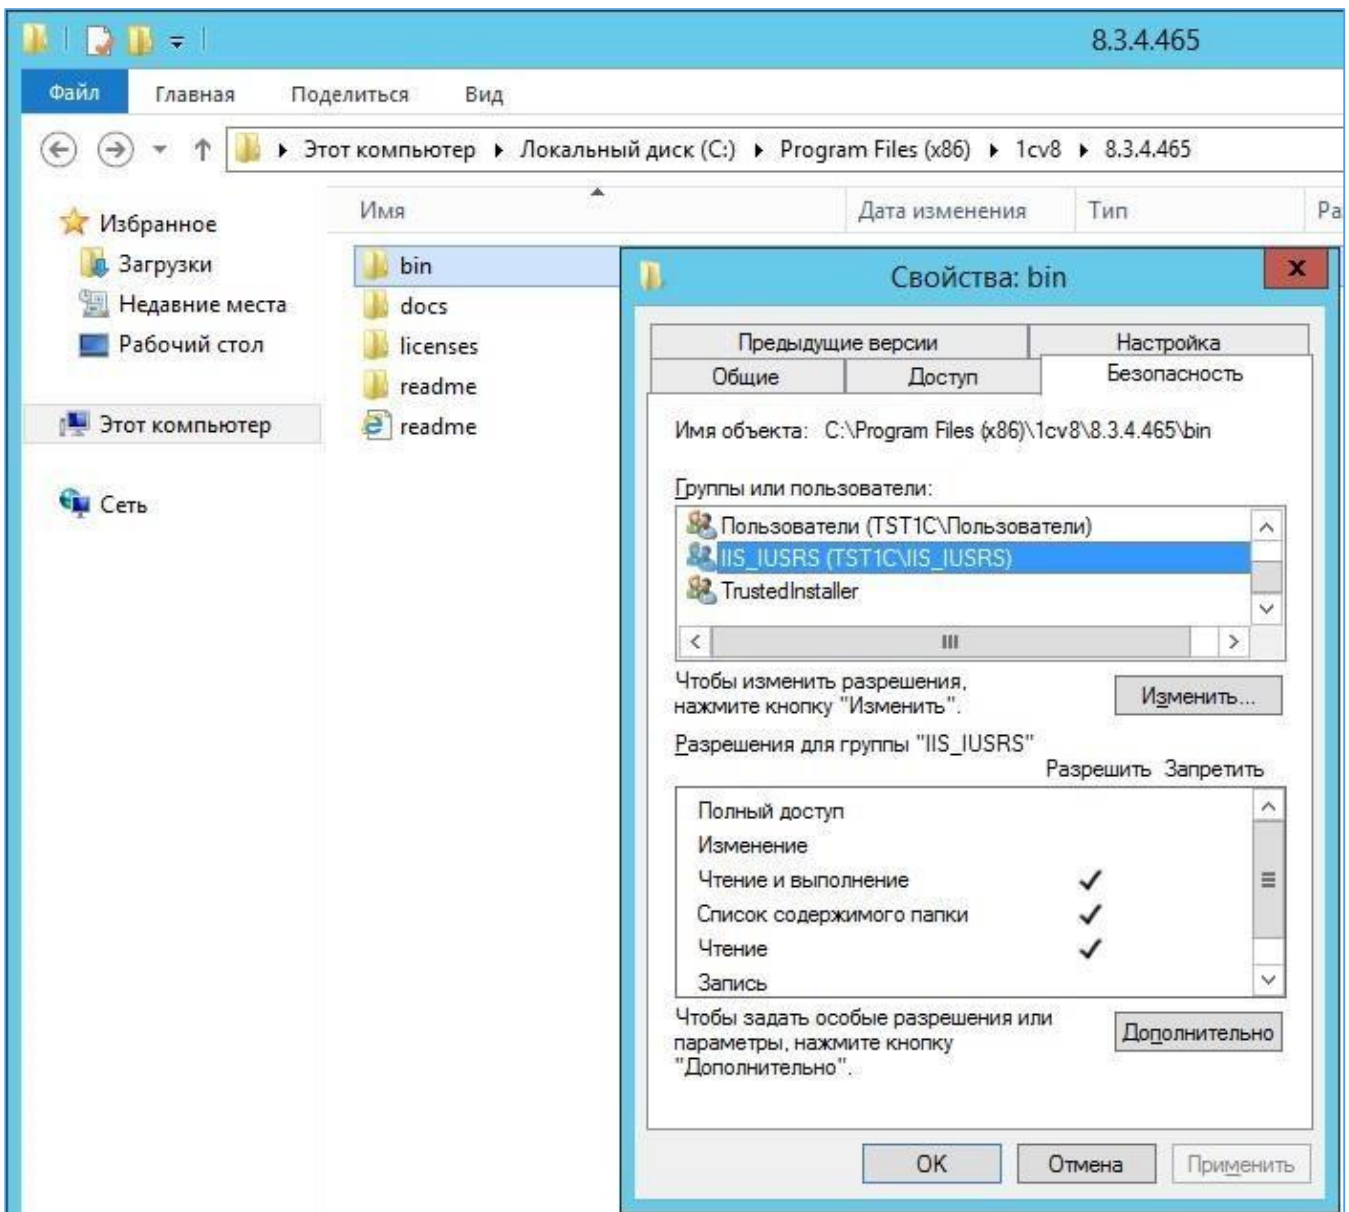 8.3.4.465
Файл Главная Поделиться Вид
Этот компьютер Локальный диск (C:) Program Files (x86) 1cv8 8.3.4.465
Имя Дата изменения Тип Ра
Избранное
Загрузки
Недавние места
Рабочий стол
Этот компьютер
Сеть
bin
docs
licenses
readme
readme
Свойства: bin
Предыдущие версии Настройка
Общие Доступ Безопасность
Имя объекта: C:\Program Files (x86)\1cv8\8.3.4.465\bin
Группы или пользователи:
Пользователи (TST1C\Пользователи)
IIS_IUSRS (TST1C\IIS_IUSRS)
TrustedInstaller
Чтобы изменить разрешения,
нажмите кнопку "Изменить".
Изменить...
Разрешения для группы "IIS_IUSRS"
Разрешить Запретить
Полный доступ
Изменение
Чтение и выполнение
Список содержимого папки
Чтение
Запись
Чтобы задать особые разрешения или
параметры, нажмите кнопку
"Дополнительно".
Дополнительно
OK Отмена Применить